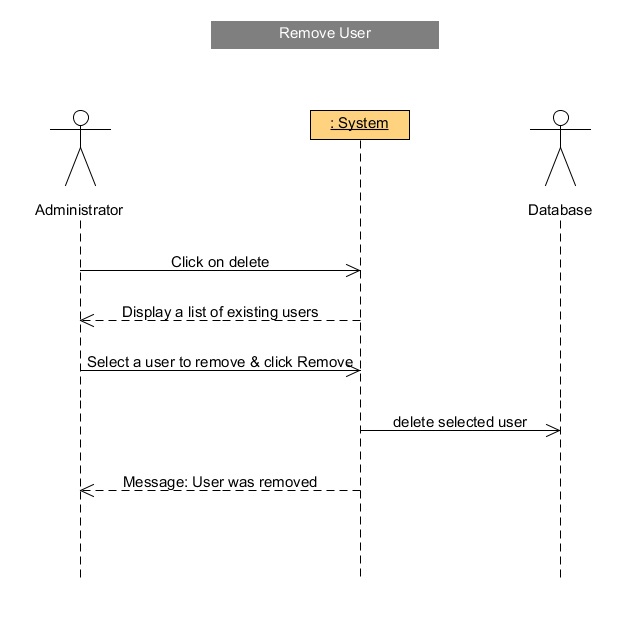 Remove User
: System
Administrator
Database
Click on delete
Display a list of existing users
Select a user to remove & click Remove
delete selected user
Message: User was removed